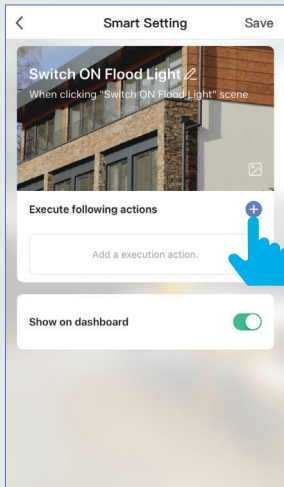 Smart Setting Save
Switch ON Flood Light
When clicking "Switch ON Flood Light" scene
Execute following actions
Add a execution action.
Show on dashboard